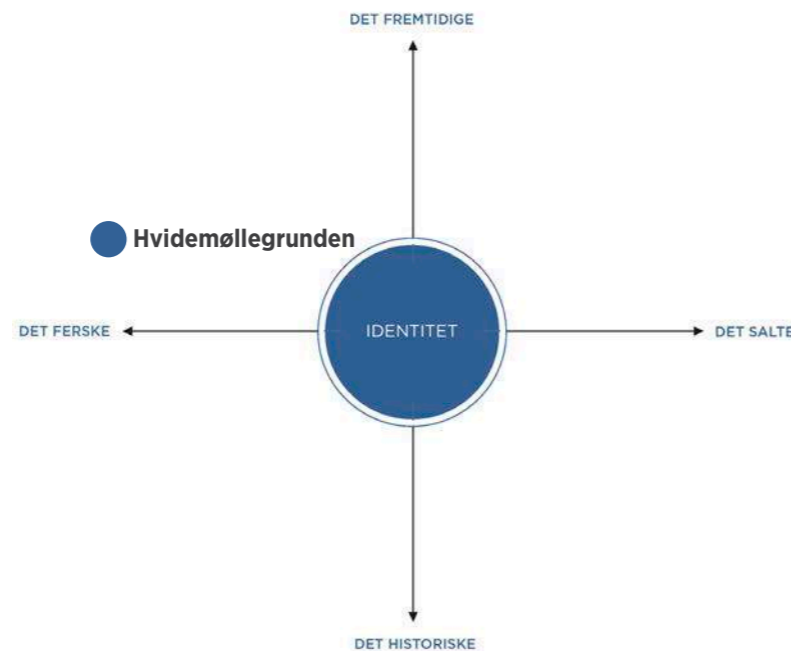 DET FREMTIDIGE
Hvidemøllegrunden
DET FERSKE
IDENTITET
DET SALTE
DET HISTORISKE